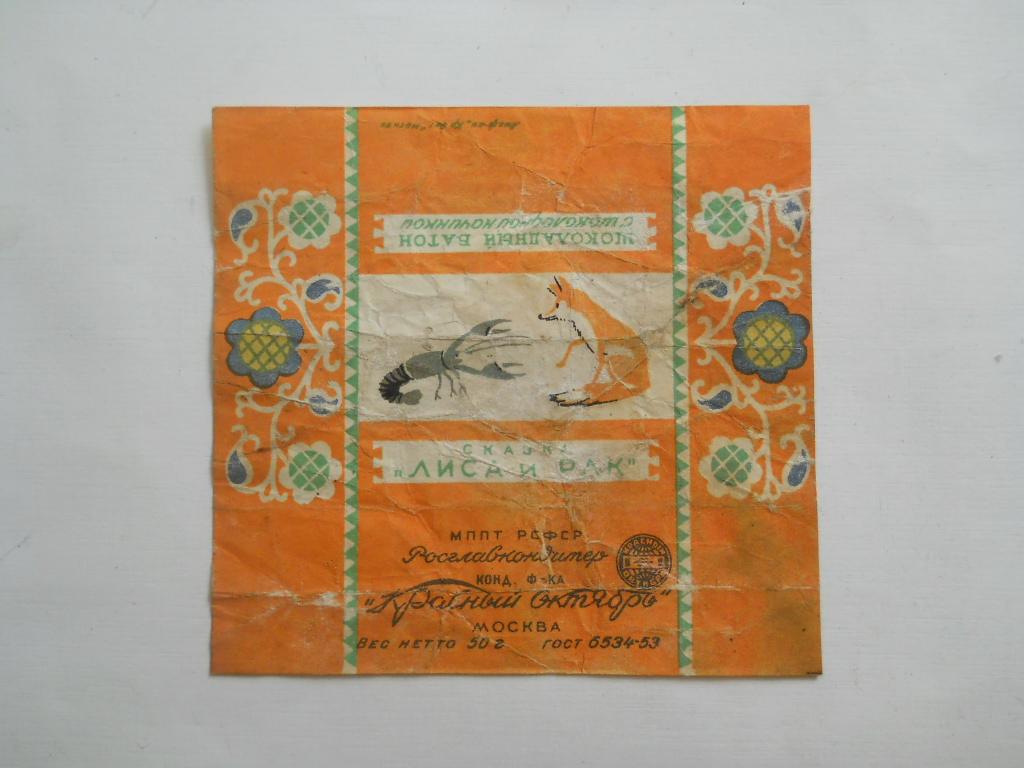 ШОКОЛАДНЫЙ БАТОН
С ШОКОЛАДНОЙ НАЧИНКОЙ
СКАЗКА
"ЛИСА И РАК"
МППТ РСФСР
Росглавкондитер
КОНД. Ф-КА
"Красный Октябрь"
МОСКВА
ВЕС НЕТТО 50 г ГОСТ 6534-53